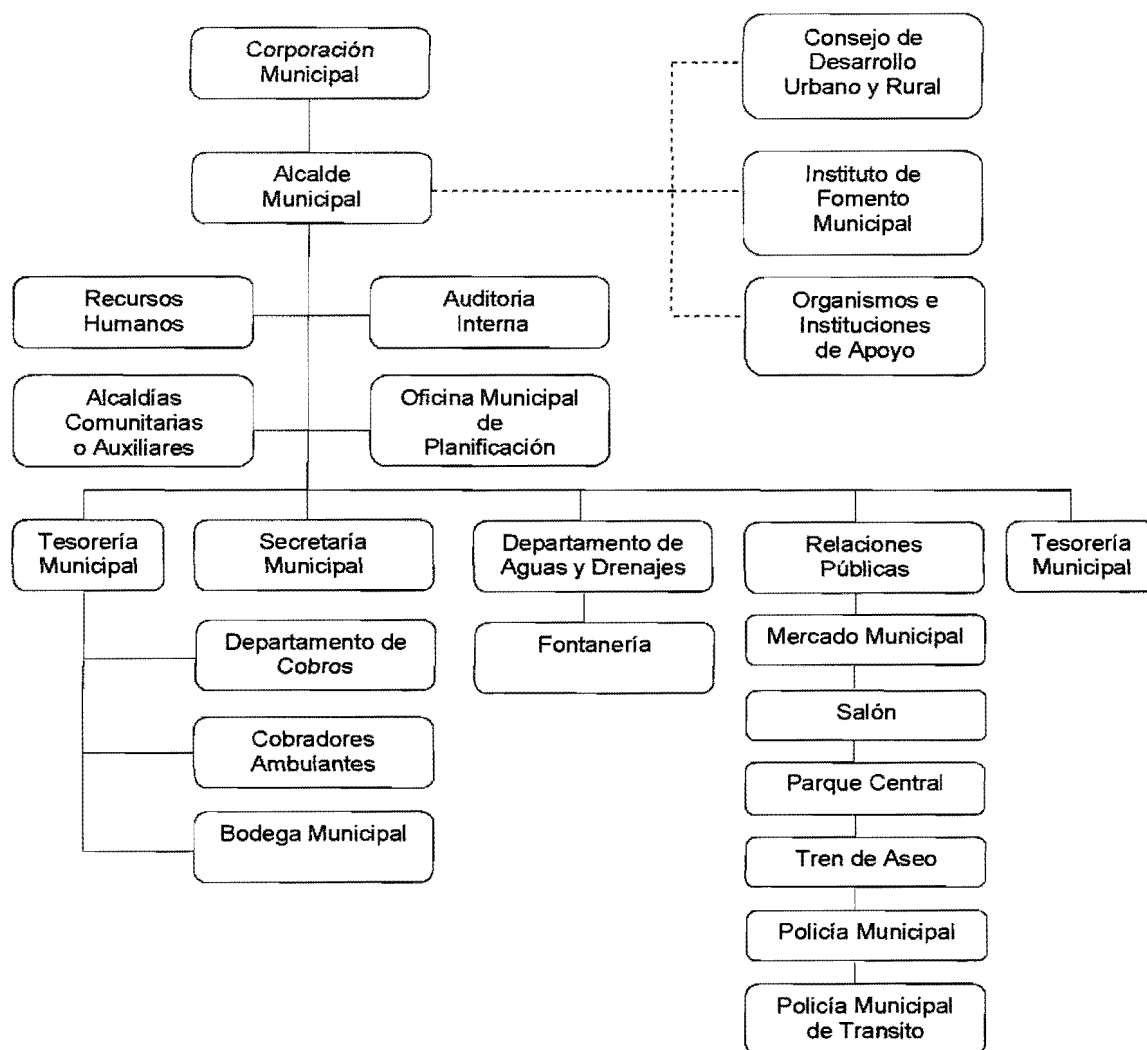 Corporación
Municipal
Consejo de
Desarrollo
Urbano y Rural
Alcalde
Municipal
Instituto de
Fomento
Municipal
Recursos
Humanos
Auditoria
Interna
Organismos e
Instituciones
de Apoyo
Alcaldías
Comunitarias
o Auxiliares
Oficina Municipal
de
Planificación
Tesorería
Municipal
Secretaría
Municipal
Departamento de
Aguas y Drenajes
Relaciones
Públicas
Tesorería
Municipal
Departamento de
Cobros
Cobradores
Ambulantes
Bodega Municipal
Fontanería
Mercado Municipal
Salón
Parque Central
Tren de Aseo
Policía Municipal
Policía Municipal
de Transito